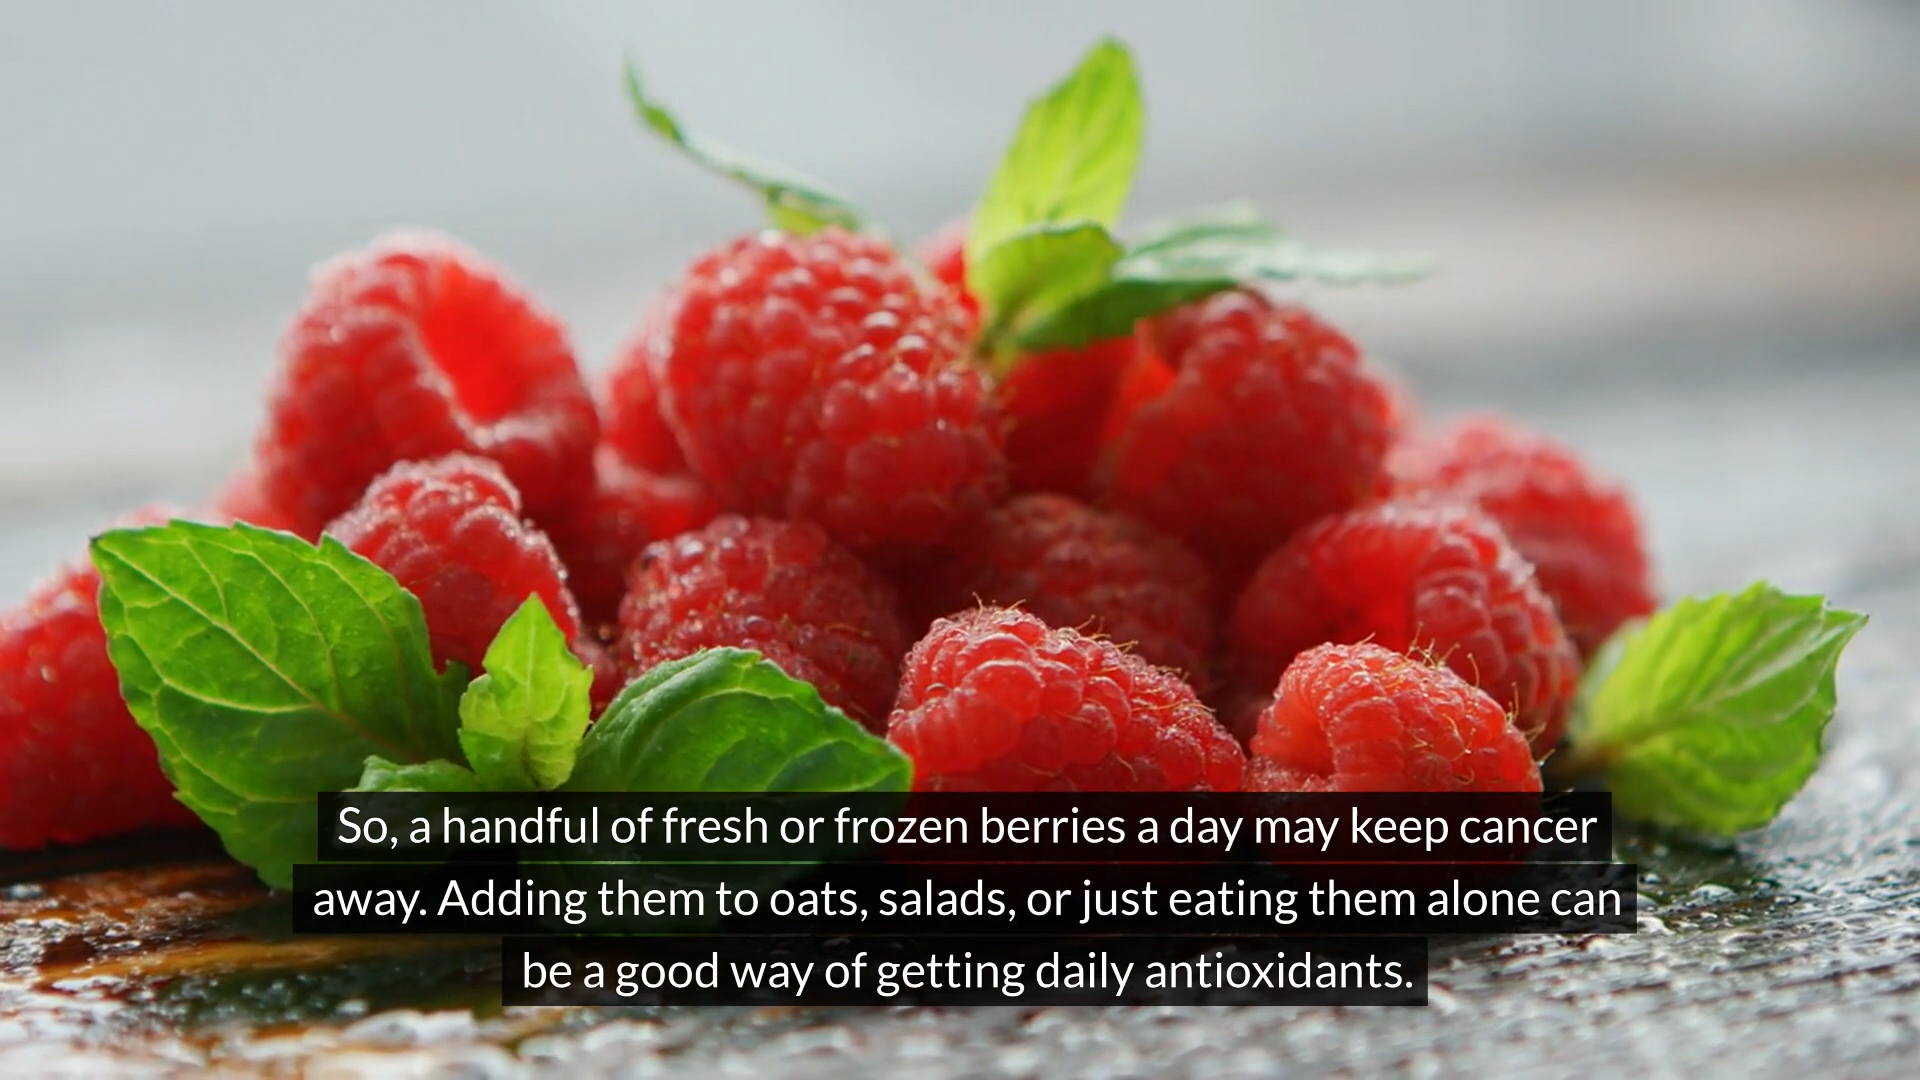 So, a handful of fresh or frozen berries a day may keep cancer
away. Adding them to oats, salads, or just eating them alone can
be a good way of getting daily antioxidants.